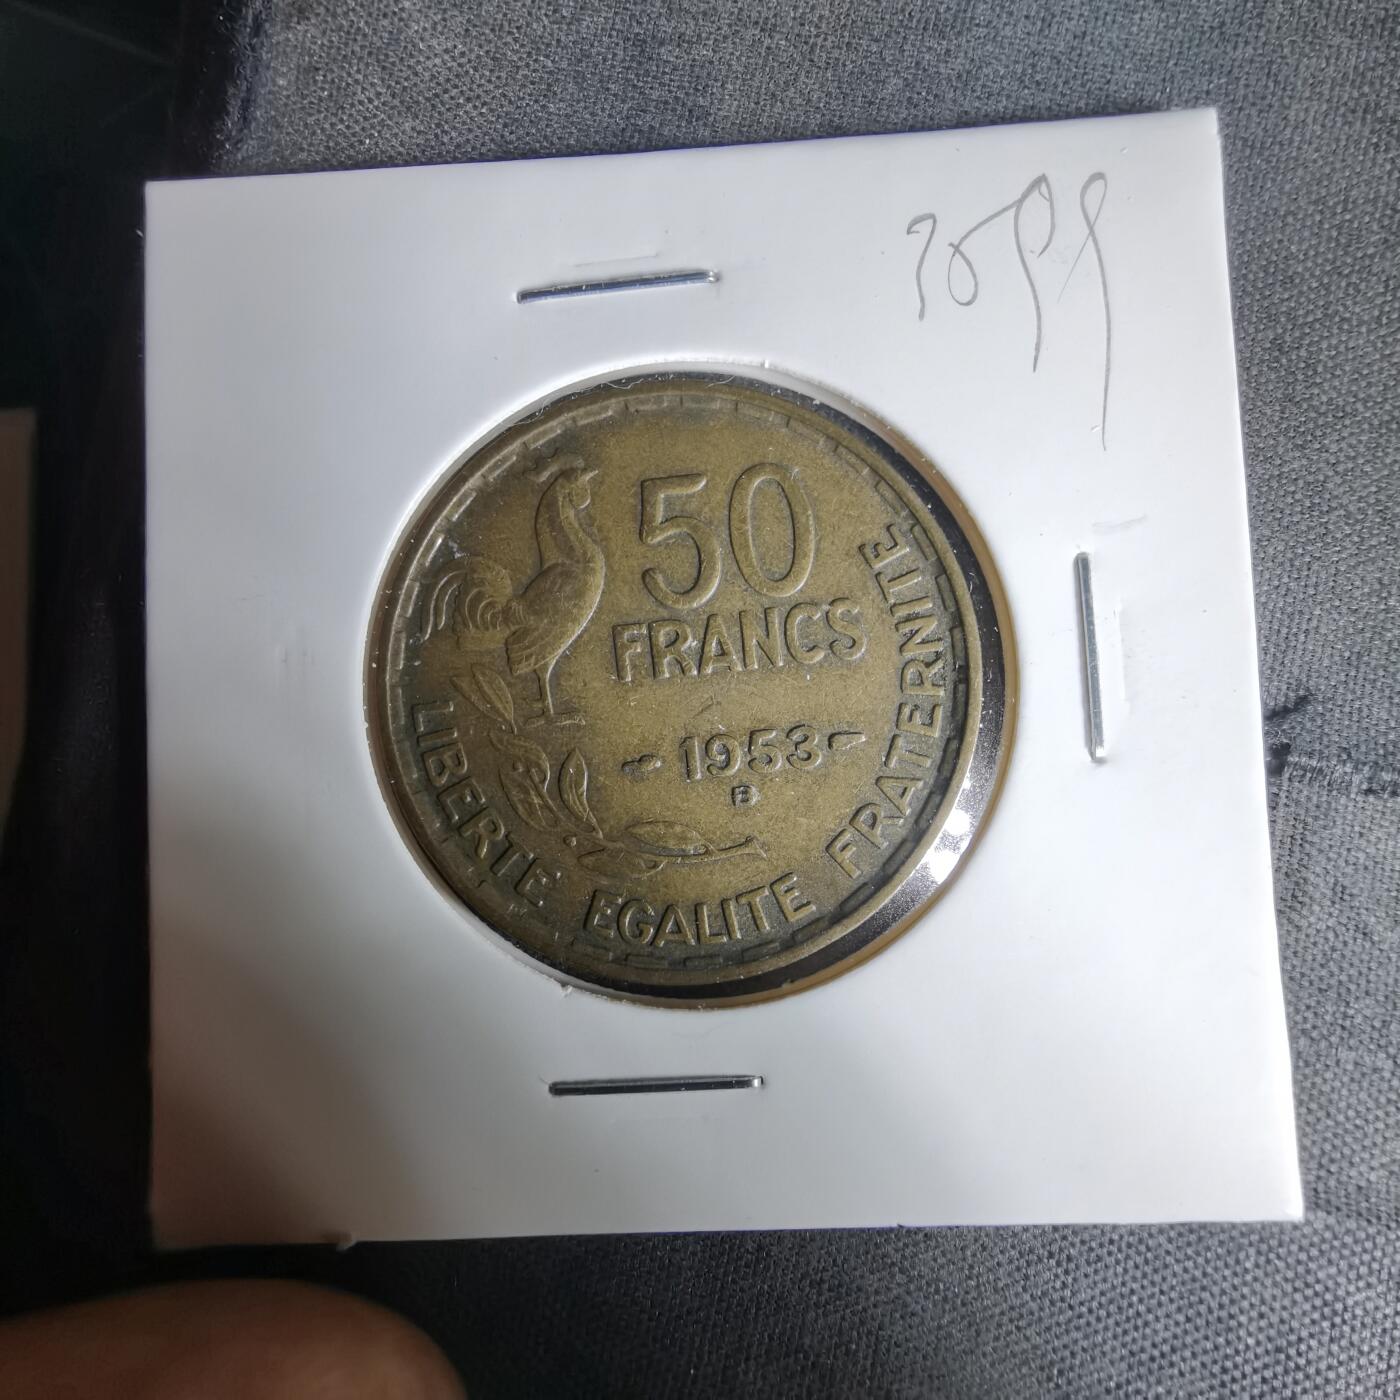 50
FRANCS
- 1953 -
B
LIBERTE EGALITE FRATERNITE